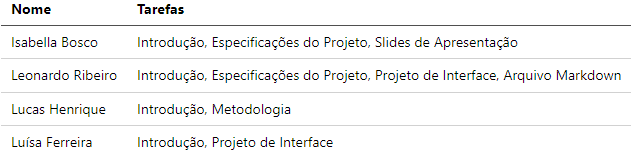 Nome Tarefas
Isabella Bosco Introdução, Especificações do Projeto, Slides de Apresentação
Leonardo Ribeiro Introdução, Especificações do Projeto, Projeto de Interface, Arquivo Markdown
Lucas Henrique Introdução, Metodologia
Luísa Ferreira Introdução, Projeto de Interface